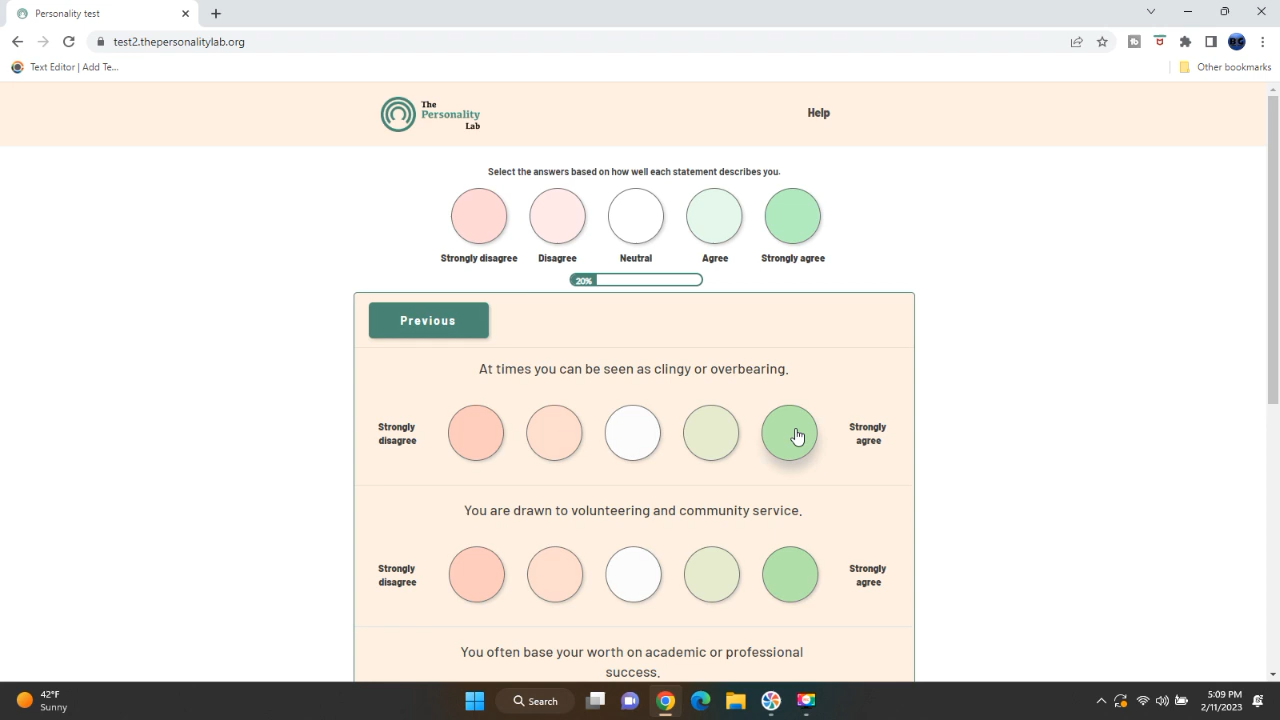 Personality test
test2.thepersonalitylab.org
Text Editor | Add Te...
Other bookmarks
The
Personality
Lab
Help
Select the answers based on how well each statement describes you.
Strongly disagree
Disagree
Neutral
Agree
Strongly agree
20%
Previous
At times you can be seen as clingy or overbearing.
Strongly
disagree
Strongly
agree
You are drawn to volunteering and community service.
Strongly
disagree
Strongly
agree
You often base your worth on academic or professional
success.
42°F
Sunny
Search
5:09 PM
2/11/2023